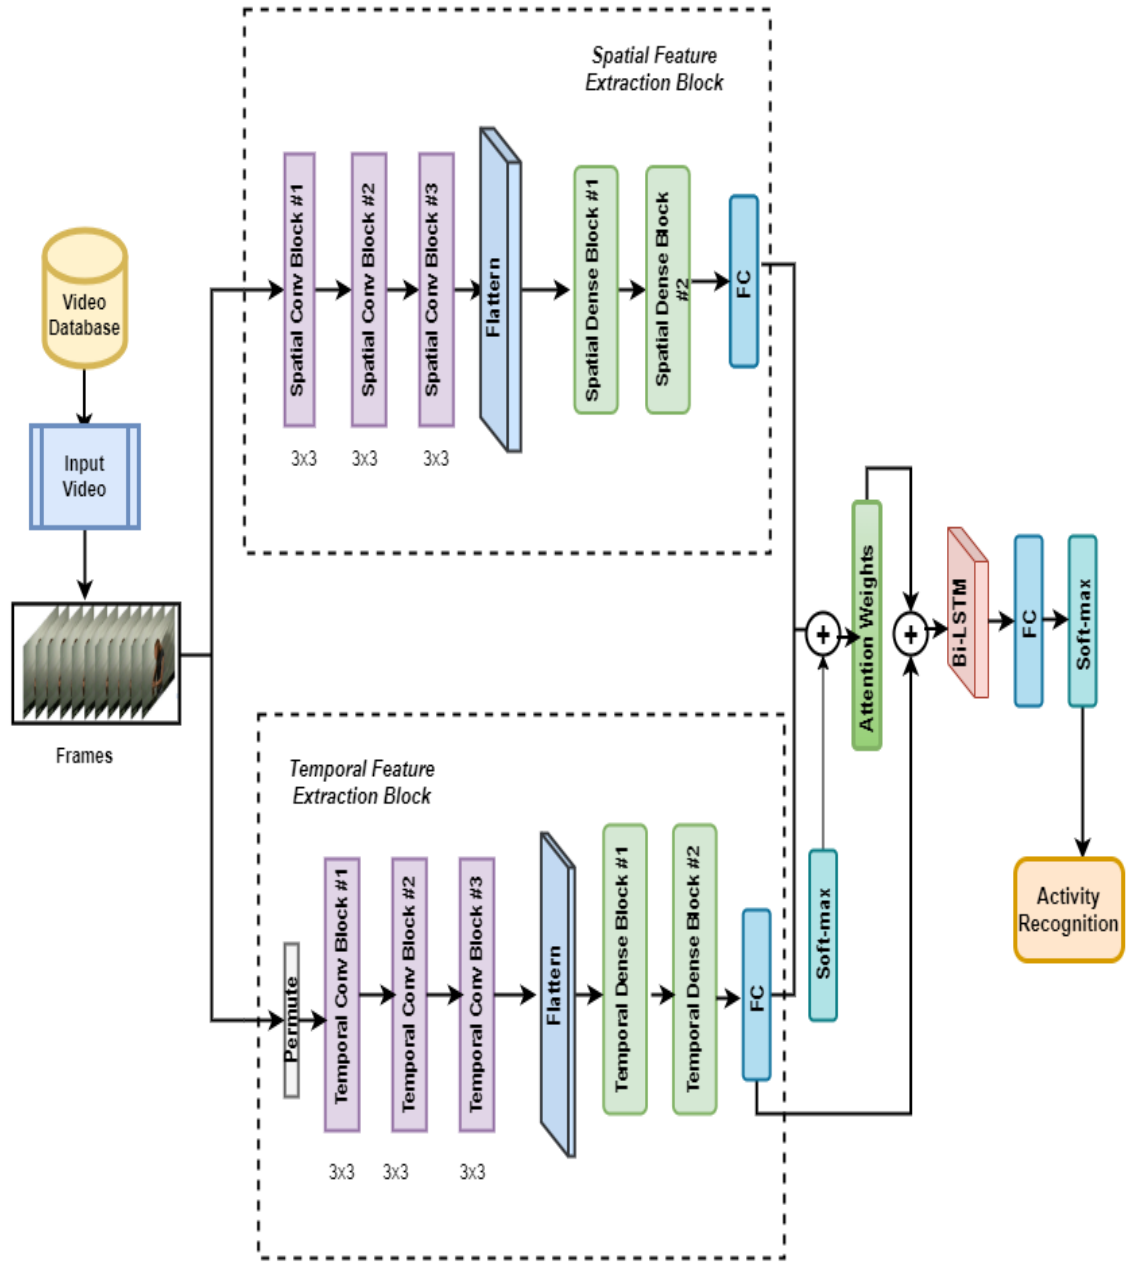 Spatial Feature
Extraction Block
Spatial Conv Block #1
Spatial Conv Block #2
Spatial Conv Block #3
Flattern
Spatial Dense Block #1
Spatial Dense Block
#2
FC
3x3
3x3
3x3
Video
Database
Input
Video
Frames
Temporal Feature
Extraction Block
Permute
Temporal Conv Block #1
Temporal Conv Block #2
Temporal Conv Block #3
Flattern
Temporal Dense Block #1
Temporal Dense Block #2
FC
3x3
3x3
3x3
Soft-max
+
Attention Weights
+
Bi-LSTM
FC
Soft-max
Activity
Recognition